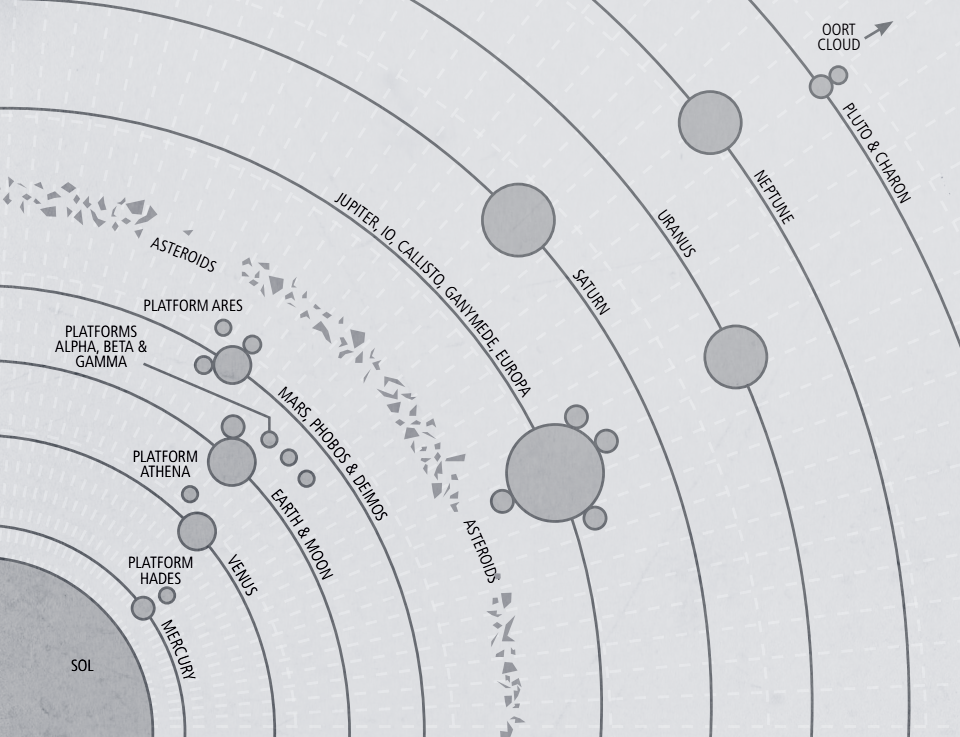 OORT
CLOUD
PLUTO & CHARON
NEPTUNE
URANUS
SATURN
JUPITER, IO, CALLISTO, GANYMEDE, EUROPA
ASTEROIDS
PLATFORM ARES
PLATFORMS
ALPHA, BETA &
GAMMA
MARS, PHOBOS & DEIMOS
PLATFORM
ATHENA
EARTH & MOON
ASTEROIDS
PLATFORM
HADES
VENUS
MERCURY
SOL